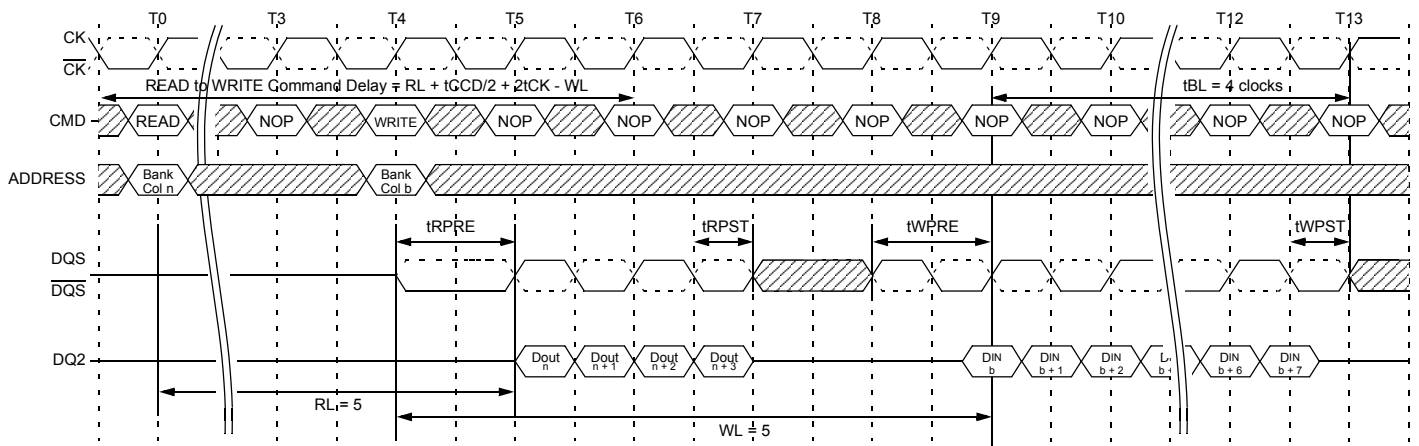 T0 T3 T4 T5 T6 T7 T8 T9 T10 T12 T13
CK
CK
READ to WRITE Command Delay = RL + tCCD/2 + 2tCK - WL
tBL = 4 clocks
CMD READ NOP WRITE NOP NOP NOP NOP NOP NOP NOP NOP
ADDRESS
Bank
Col n
Bank
Col b
tRPRE tRPST tWPRE tWPST
DQS
DQS
DQ2
Dout
n
Dout
n + 1
Dout
n + 2
Dout
n + 3
DIN
b
DIN
b + 1
DIN
b + 2
DIN
b + 6
DIN
b + 7
RL = 5
WL = 5